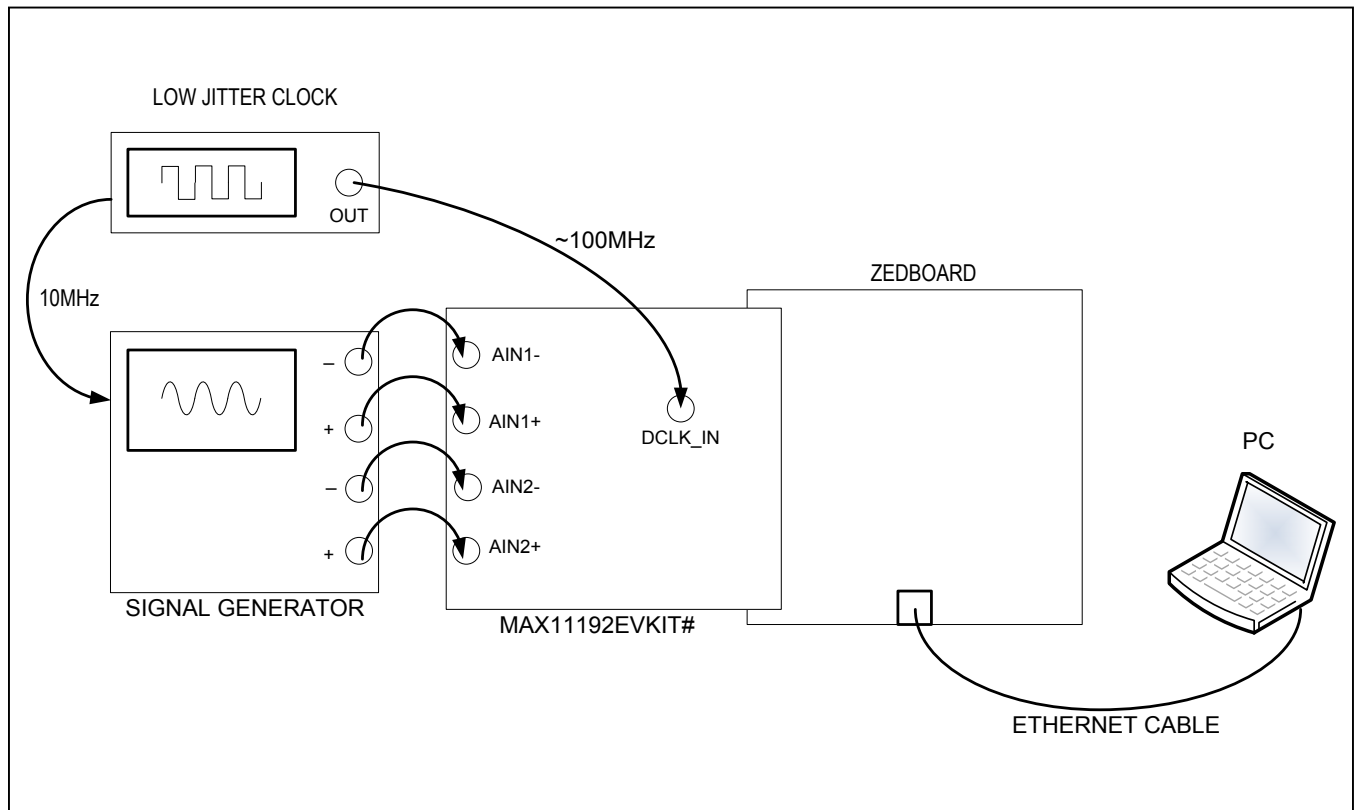 LOW JITTER CLOCK
OUT
~100MHz
ZEDBOARD
10MHz
–
AIN1-
+
AIN1+
DCLK_IN
–
AIN2-
+
AIN2+
PC
SIGNAL GENERATOR
MAX11192EVKIT#
ETHERNET CABLE